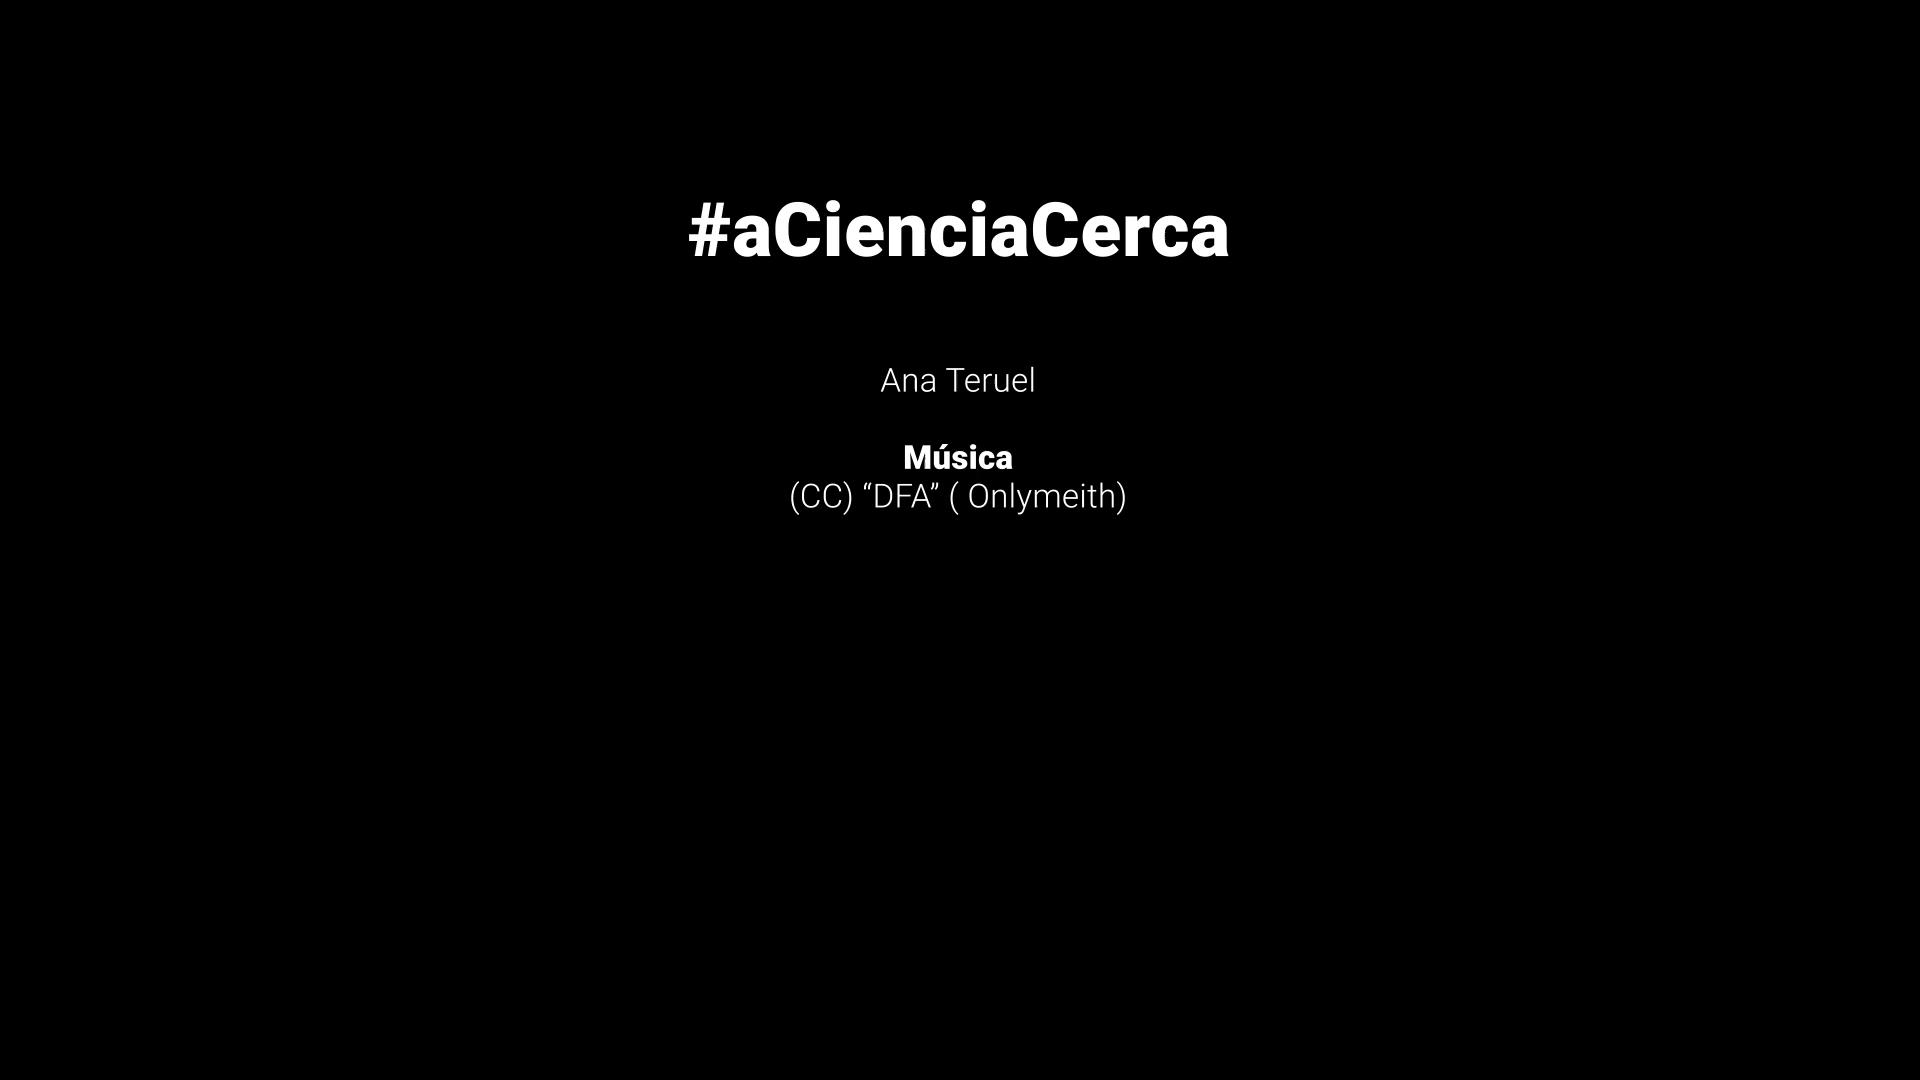 #aCienciaCerca
Ana Teruel
Música
(CC) “DFA” ( Onlymeith)